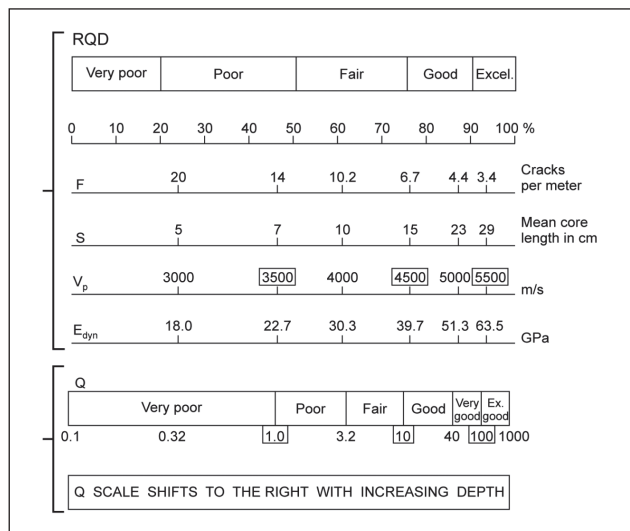 RQD
Very poor Poor Fair Good Excel.
0 10 20 30 40 50 60 70 80 90 100 %
F 20 14 10.2 6.7 4.4 3.4 Cracks
per meter
S 5 7 10 15 23 29 Mean core
length in cm
Vp 3000 3500 4000 4500 5000 5500 m/s
Edyn 18.0 22.7 30.3 39.7 51.3 63.5 GPa
Q
Very poor Poor Fair Good Very
good Ex.
good
0.1 0.32 1.0 3.2 10 40 100 1000
Q SCALE SHIFTS TO THE RIGHT WITH INCREASING DEPTH